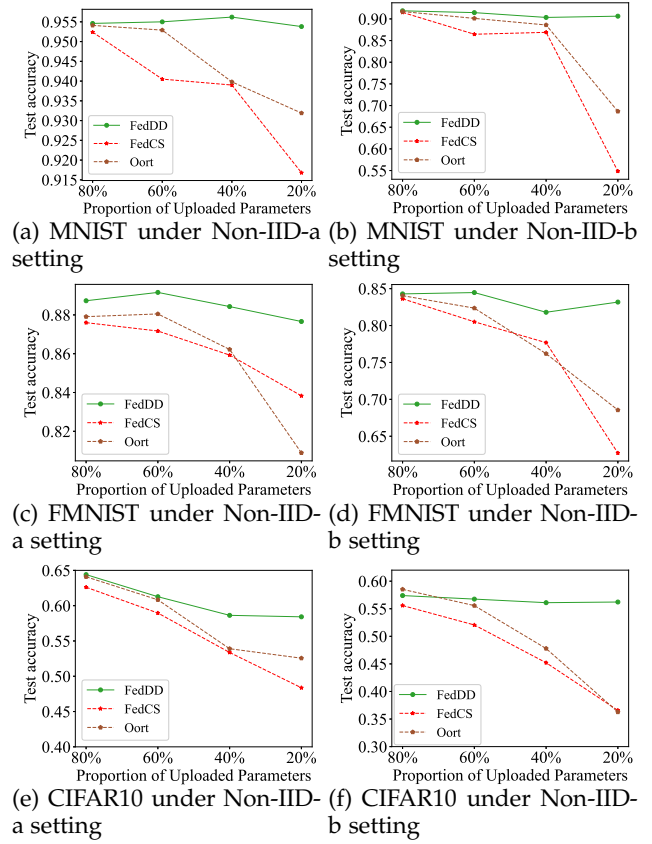 0.955
0.950
0.945
0.940
0.935
0.930
0.925
0.920
0.915
Test accuracy
FedDD
FedCS
Oort
80% 60% 40% 20%
Proportion of Uploaded Parameters
(a) MNIST under Non-IID-a
setting
0.90
0.85
0.80
0.75
0.70
0.65
0.60
0.55
Test accuracy
FedDD
FedCS
Oort
80% 60% 40% 20%
Proportion of Uploaded Parameters
(b) MNIST under Non-IID-b
setting
0.88
0.86
0.84
0.82
Test accuracy
FedDD
FedCS
Oort
80% 60% 40% 20%
Proportion of Uploaded Parameters
(c) FMNIST under Non-IID-
a setting
0.85
0.80
0.75
0.70
0.65
Test accuracy
FedDD
FedCS
Oort
80% 60% 40% 20%
Proportion of Uploaded Parameters
(d) FMNIST under Non-IID-
b setting
0.65
0.60
0.55
0.50
0.45
0.40
Test accuracy
FedDD
FedCS
Oort
80% 60% 40% 20%
Proportion of Uploaded Parameters
(e) CIFAR10 under Non-IID-
a setting
0.60
0.55
0.50
0.45
0.40
0.35
0.30
Test accuracy
FedDD
FedCS
Oort
80% 60% 40% 20%
Proportion of Uploaded Parameters
(f) CIFAR10 under Non-IID-
b setting